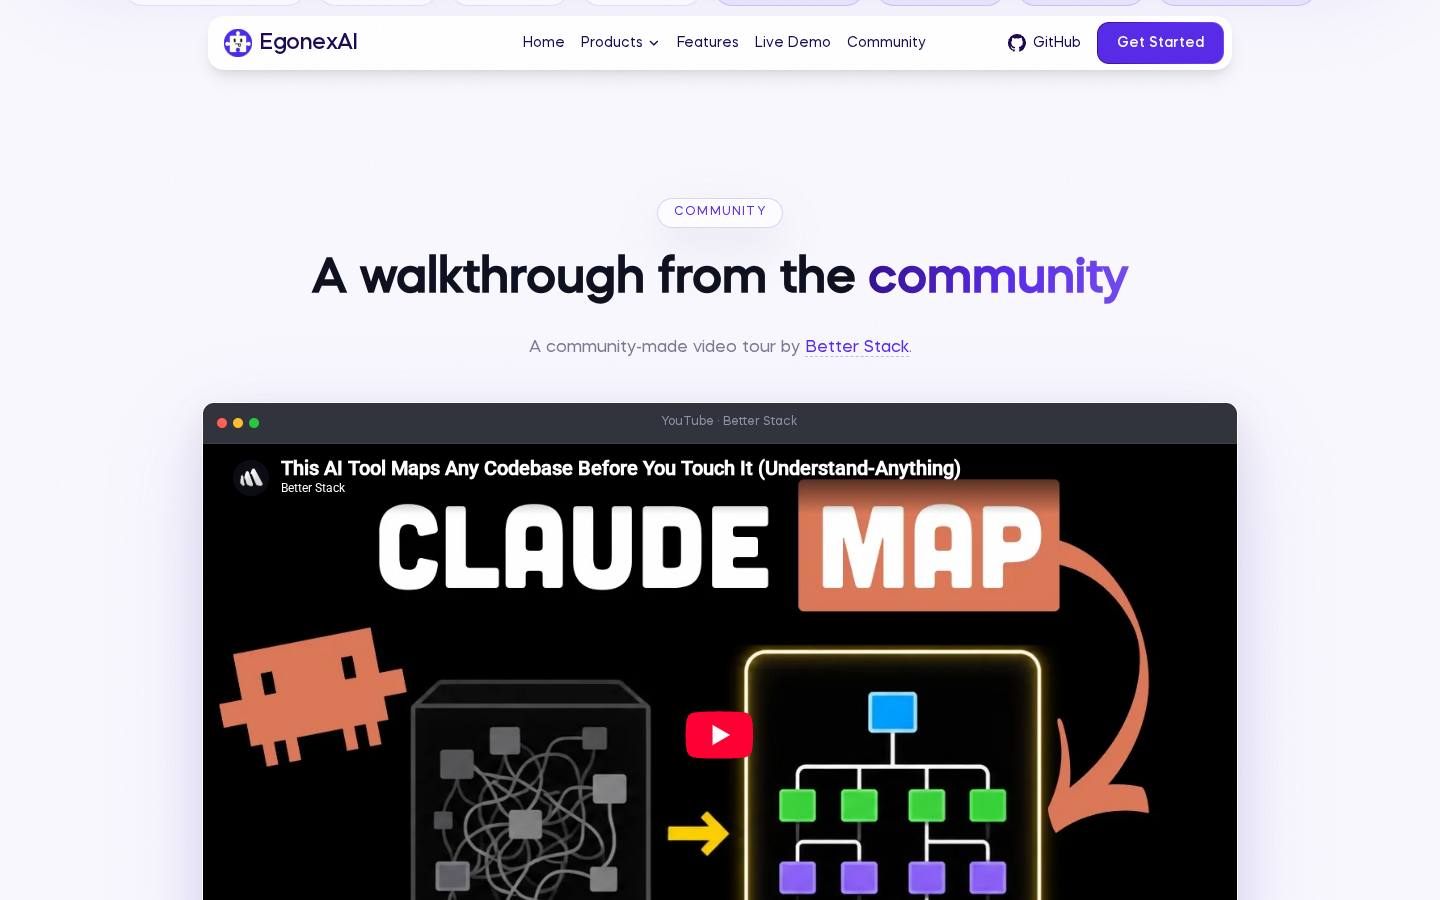 EgonexAI
Home
Products
Features
Live Demo
Community
GitHub
Get Started
COMMUNITY
A walkthrough from the community
A community-made video tour by Better Stack.
YouTube · Better Stack
This AI Tool Maps Any Codebase Before You Touch It (Understand-Anything)
Better Stack
CLAUDE MAP